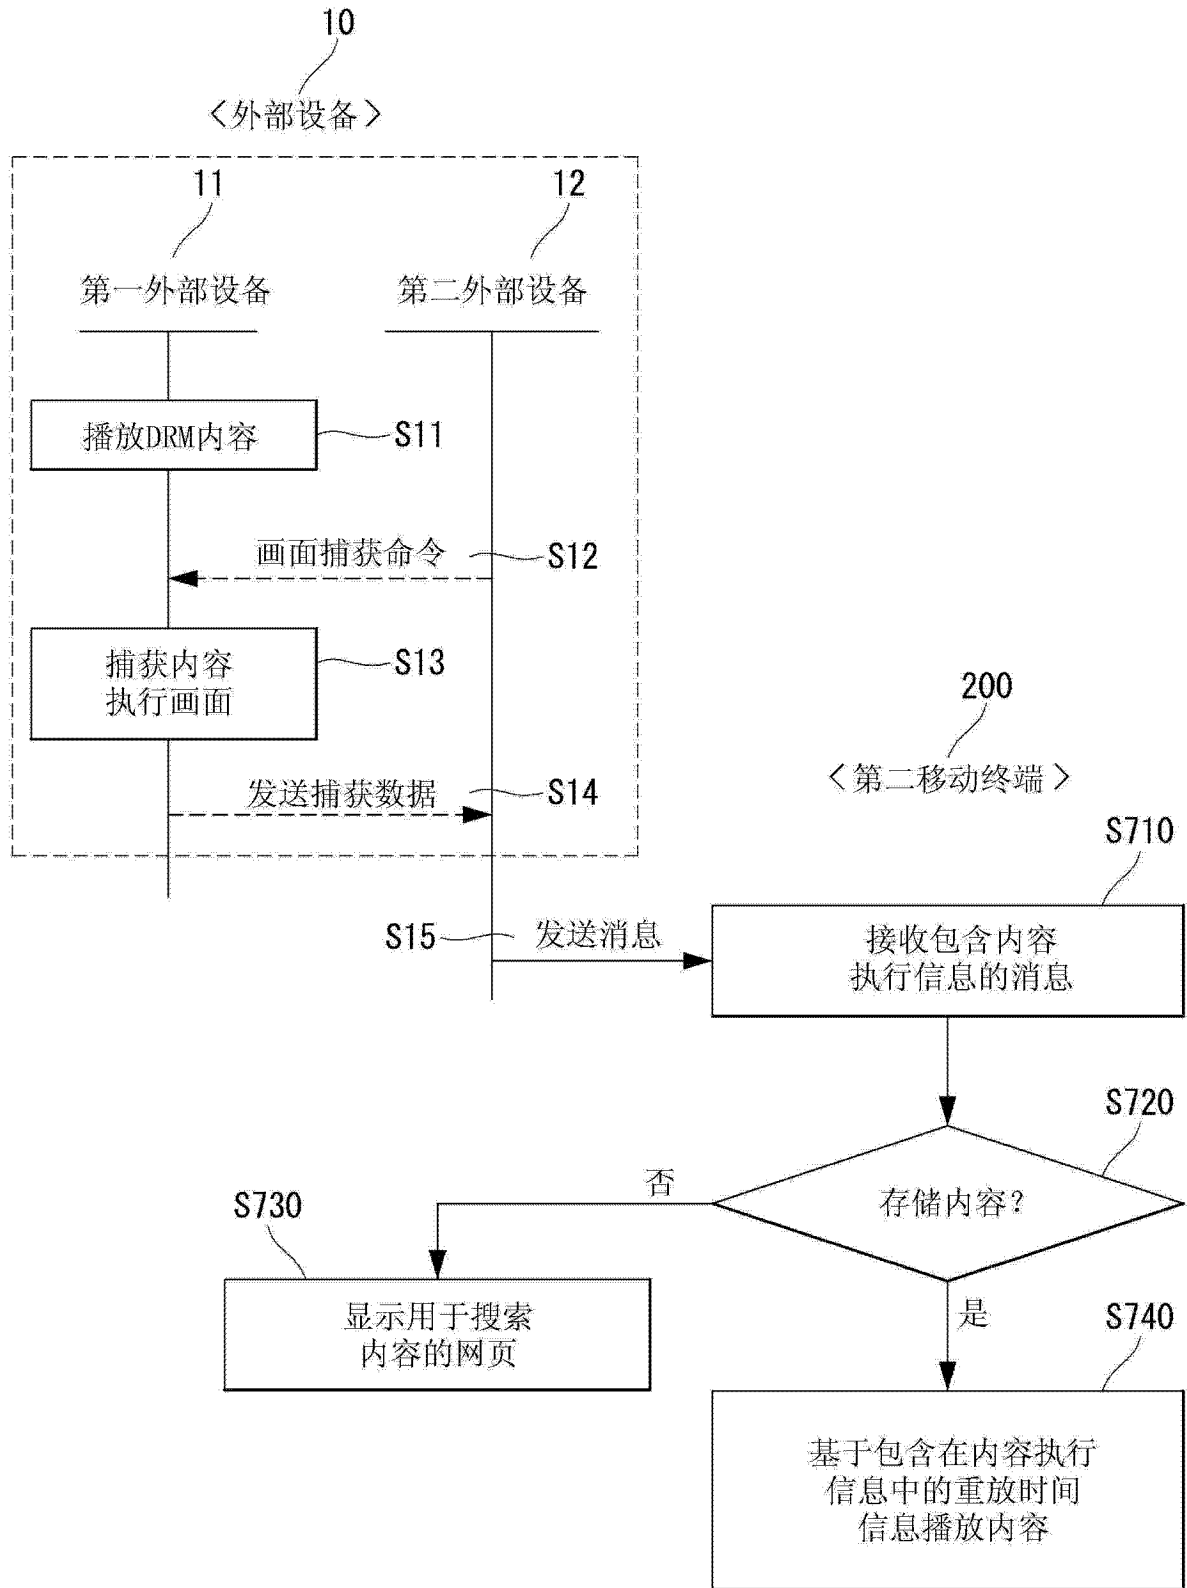 10
<外部设备>
11
12
第一外部设备
第二外部设备
播放DRM内容
S11
画面捕获命令
S12
捕获内容
执行画面
S13
发送捕获数据
S14
200
<第二移动终端>
S710
S15
发送消息
接收包含内容
执行信息的消息
S720
否
存储内容?
S730
显示用于搜索
内容的网页
是
S740
基于包含在内容执行
信息中的重放时间
信息播放内容